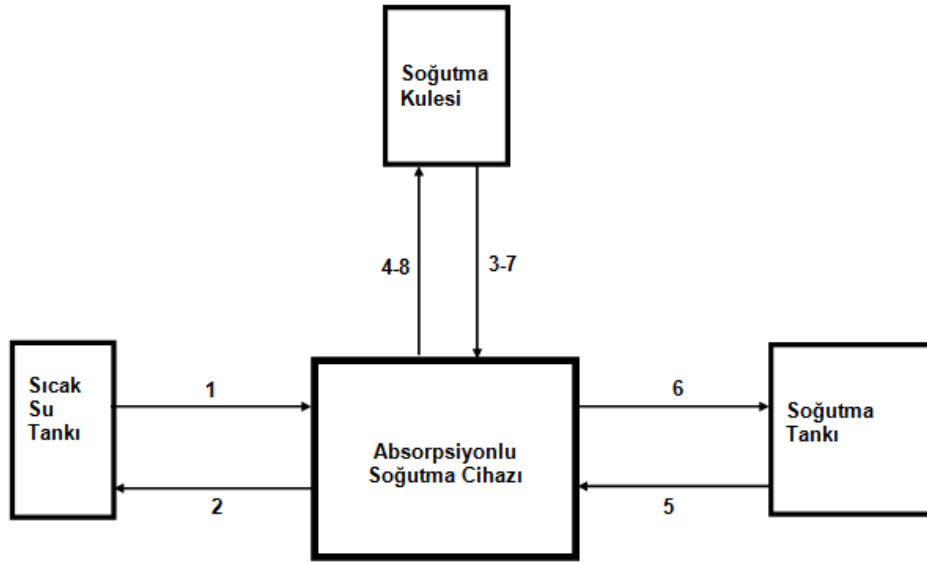 Soğutma
Kulesi
4-8
3-7
Sıcak
Su
Tankı
1
2
Absorpsiyonlu
Soğutma Cihazı
6
5
Soğutma
Tankı